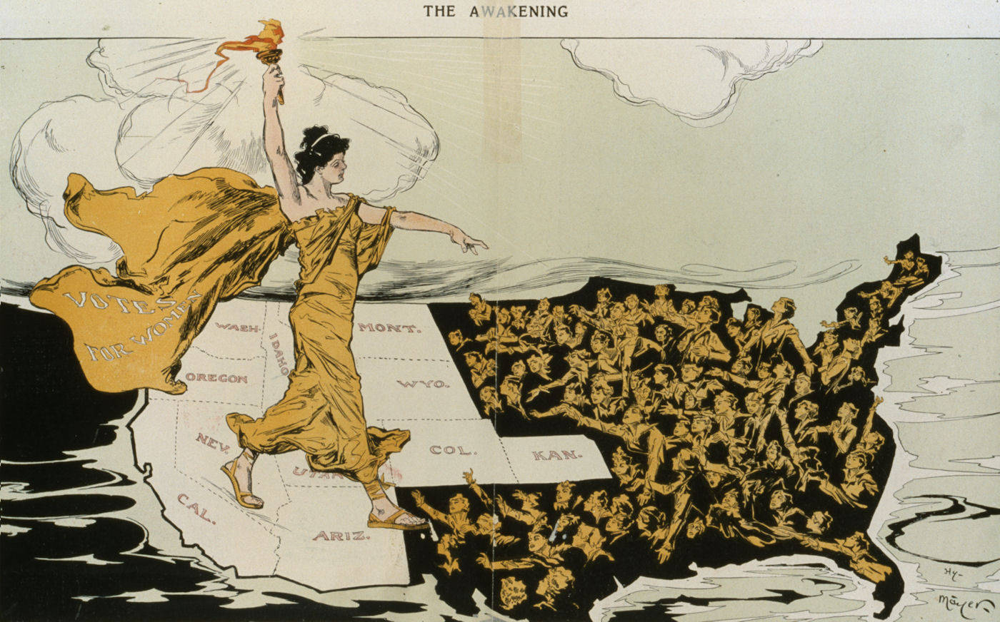 THE AWAKENING
VOTES
FOR WOMEN
WASH.
IDAHO
MONT.
OREGON
WYO.
NEV.
UTAH
COL.
KAN.
CAL.
ARIZ.
Hy-
Mayer-